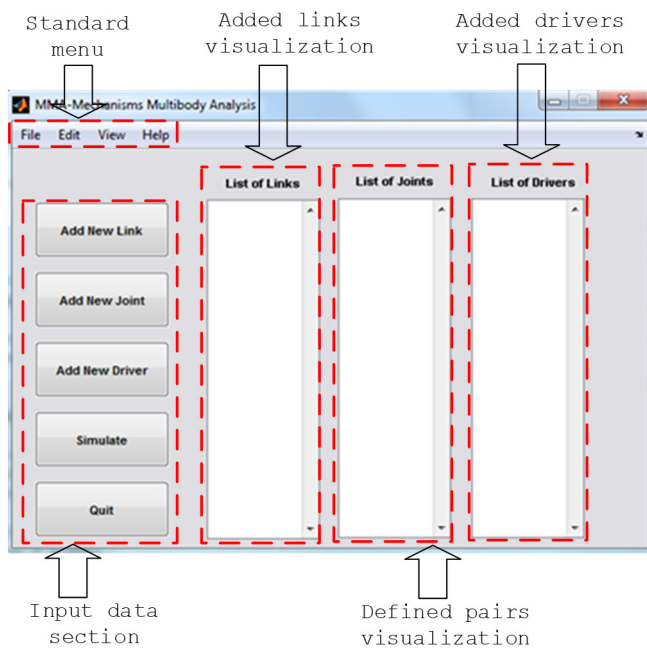 Standard
menu
Added links
visualization
Added drivers
visualization
MMA-Mechanisms Multibody Analysis
File Edit View Help
List of Links
List of Joints
List of Drivers
Add New Link
Add New Joint
Add New Driver
Simulate
Quit
Input data
section
Defined pairs
visualization